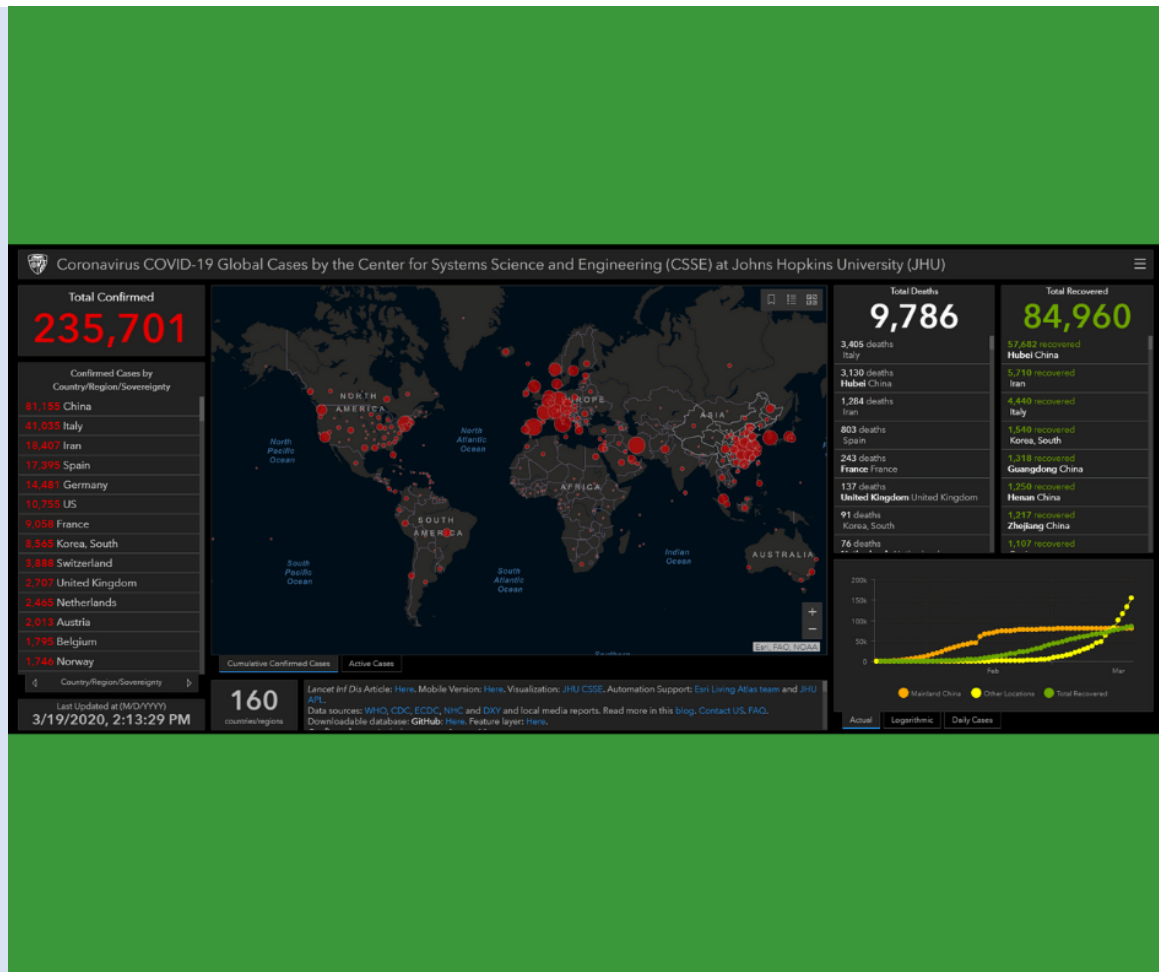 Coronavirus COVID-19 Global Cases by the Center for Systems Science and Engineering (CSSE) at Johns Hopkins University (JHU)
Total Confirmed
235,701
Confirmed Cases by
Country/Region/Sovereignty
81,155 China
41,035 Italy
18,407 Iran
17,395 Spain
14,481 Germany
10,755 US
9,058 France
8,565 Korea, South
3,888 Switzerland
2,707 United Kingdom
2,465 Netherlands
2,013 Austria
1,795 Belgium
1,746 Norway
Country/Region/Sovereignty
Last Updated at (M/D/YYYY)
3/19/2020, 2:13:29 PM
NORTH
AMERICA
EUROPE
ASIA
North
Pacific
Ocean
North
Atlantic
Ocean
AFRICA
SOUTH
AMERICA
Indian
Ocean
AUSTRALIA
South
Pacific
Ocean
South
Atlantic
Ocean
+
−
Esri, FAO, NOAA
Cumulative Confirmed Cases
Active Cases
160
countries/regions
Lancet Inf Dis Article: Here. Mobile Version: Here. Visualization: JHU CSSE. Automation Support: Esri Living Atlas team and JHU
APL.
Data sources: WHO, CDC, ECDC, NHC and DXY and local media reports. Read more in this blog. Contact US. FAQ.
Downloadable database: GitHub: Here. Feature layer: Here.
Total Deaths
9,786
3,405 deaths
Italy
3,130 deaths
Hubei China
1,284 deaths
Iran
803 deaths
Spain
243 deaths
France France
137 deaths
United Kingdom United Kingdom
91 deaths
Korea, South
76 deaths
Total Recovered
84,960
57,682 recovered
Hubei China
5,710 recovered
Iran
4,440 recovered
Italy
1,540 recovered
Korea, South
1,318 recovered
Guangdong China
1,250 recovered
Henan China
1,217 recovered
Zhejiang China
1,107 recovered
200k
150k
100k
50k
0
Feb
Mar
Mainland China
Other Locations
Total Recovered
Actual
Logarithmic
Daily Cases